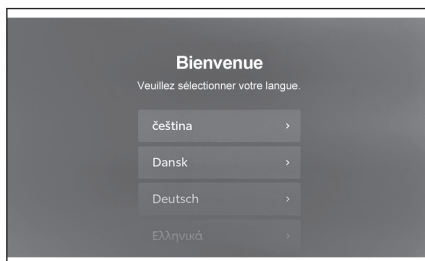 Bienvenue
Veuillez sélectionner votre langue.
čeština
Dansk
Deutsch
Ελληνικά